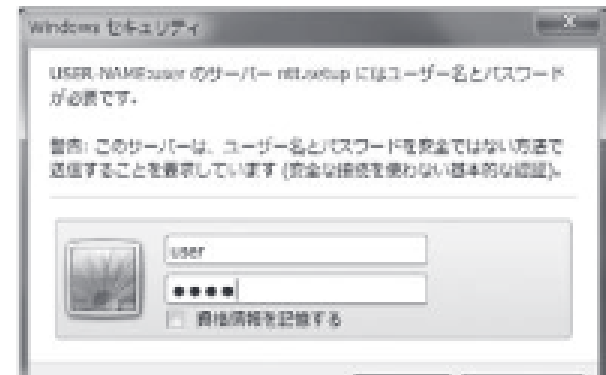 Windows セキュリティ
USER-NAME:user のサーバー ntt.setup にはユーザー名とパスワード
が必要です。
警告: このサーバーは、ユーザー名とパスワードを安全ではない方法で
送信することを要求しています (安全な接続を使わない基本的な認証)。
user
●●●●
資格情報を記憶する